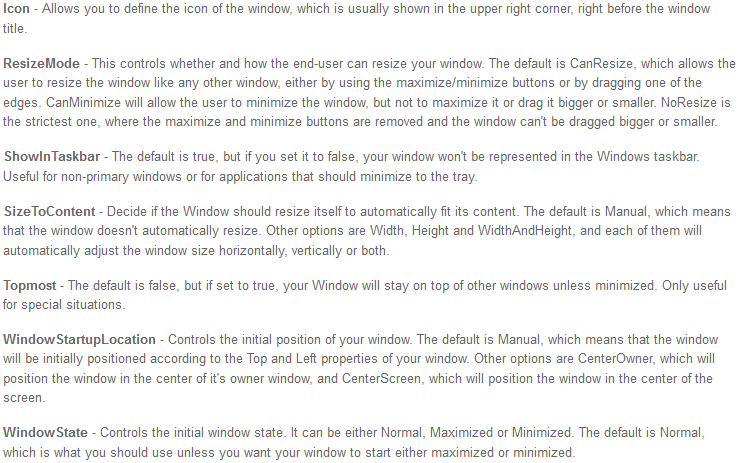 Icon - Allows you to define the icon of the window, which is usually shown in the upper right corner, right before the window
title.
ResizeMode - This controls whether and how the end-user can resize your window. The default is CanResize, which allows the
user to resize the window like any other window, either by using the maximize/minimize buttons or by dragging one of the
edges. CanMinimize will allow the user to minimize the window, but not to maximize it or drag it bigger or smaller. NoResize is
the strictest one, where the maximize and minimize buttons are removed and the window can't be dragged bigger or smaller.
ShowInTaskbar - The default is true, but if you set it to false, your window won't be represented in the Windows taskbar.
Useful for non-primary windows or for applications that should minimize to the tray.
SizeToContent - Decide if the Window should resize itself to automatically fit its content. The default is Manual, which means
that the window doesn't automatically resize. Other options are Width, Height and WidthAndHeight, and each of them will
automatically adjust the window size horizontally, vertically or both.
Topmost - The default is false, but if set to true, your Window will stay on top of other windows unless minimized. Only useful
for special situations.
WindowStartupLocation - Controls the initial position of your window. The default is Manual, which means that the window
will be initially positioned according to the Top and Left properties of your window. Other options are CenterOwner, which will
position the window in the center of it's owner window, and CenterScreen, which will position the window in the center of the
screen.
WindowState - Controls the initial window state. It can be either Normal, Maximized or Minimized. The default is Normal,
which is what you should use unless you want your window to start either maximized or minimized.